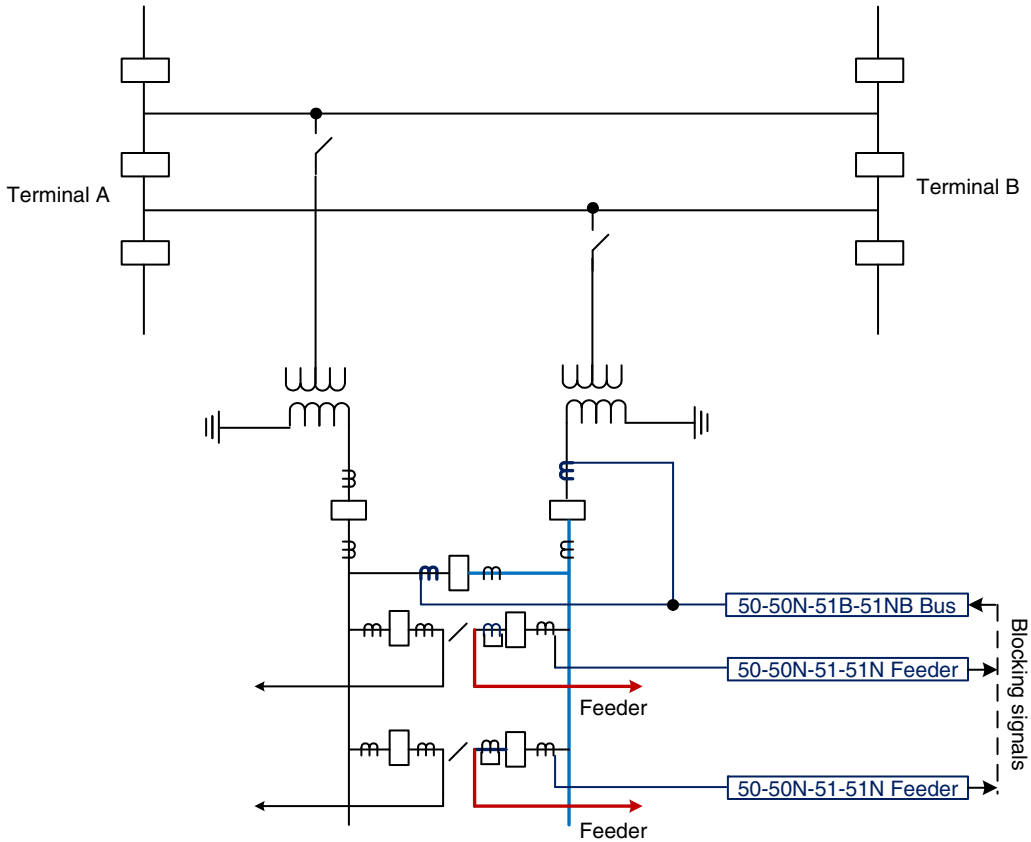 Terminal A
Terminal B
50-50N-51B-51NB Bus
50-50N-51-51N Feeder
Feeder
Blocking signals
50-50N-51-51N Feeder
Feeder